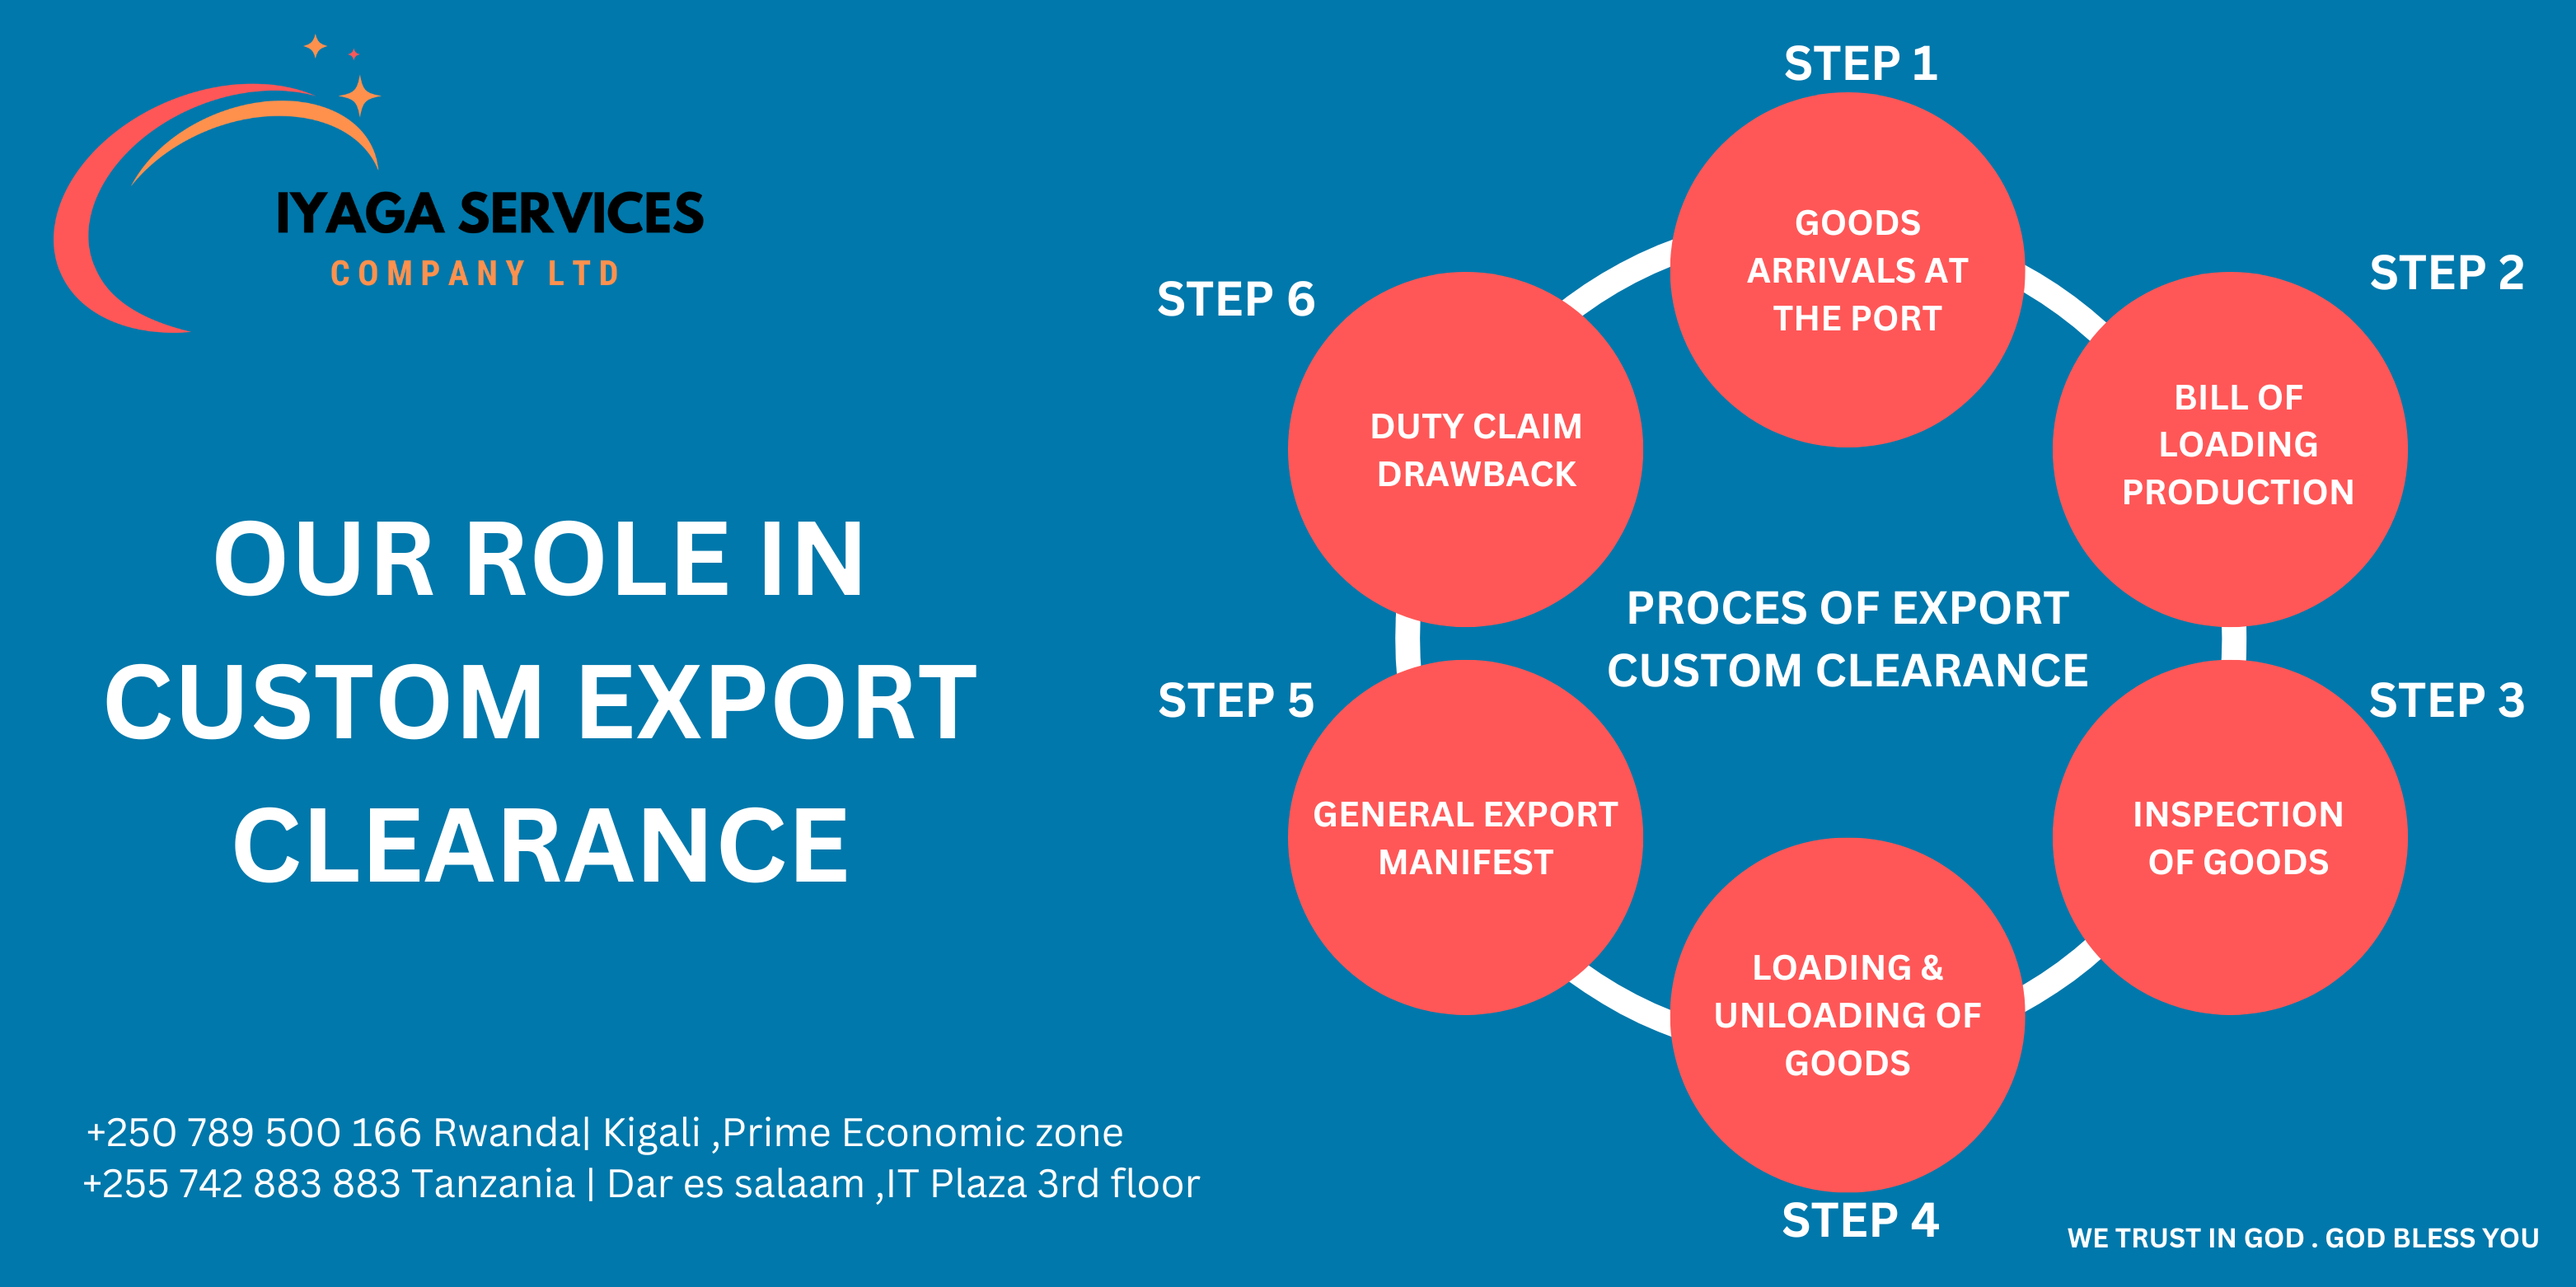 IYAGA SERVICES
COMPANY LTD
OUR ROLE IN
CUSTOM EXPORT
CLEARANCE
+250 789 500 166 Rwanda| Kigali ,Prime Economic zone
+255 742 883 883 Tanzania | Dar es salaam ,IT Plaza 3rd floor
STEP 1
GOODS
ARRIVALS AT
THE PORT
STEP 2
BILL OF
LOADING
PRODUCTION
STEP 3
INSPECTION
OF GOODS
STEP 4
LOADING &
UNLOADING OF
GOODS
STEP 5
GENERAL EXPORT
MANIFEST
STEP 6
DUTY CLAIM
DRAWBACK
PROCES OF EXPORT
CUSTOM CLEARANCE
WE TRUST IN GOD . GOD BLESS YOU